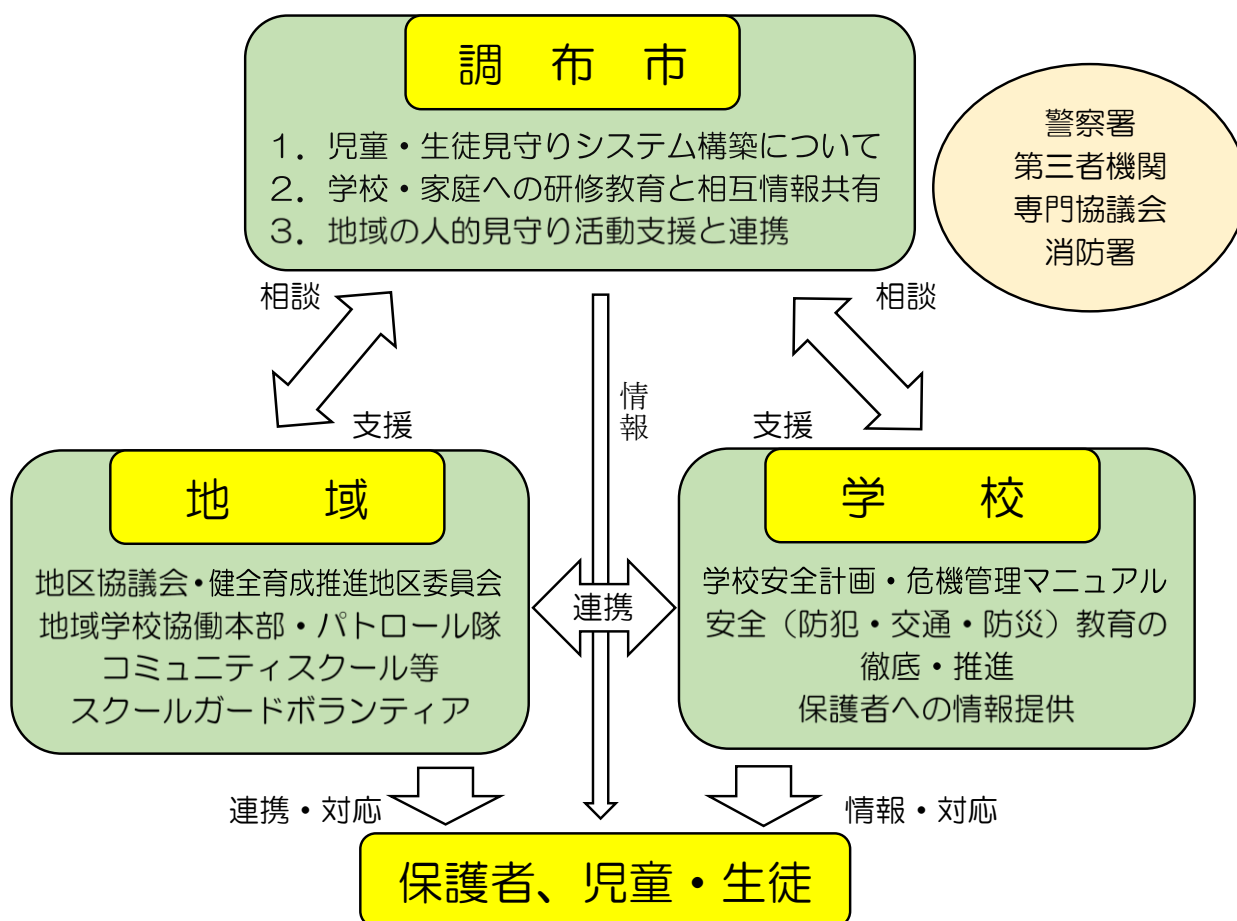 調布市
1．児童・生徒見守りシステム構築について
2．学校・家庭への研修教育と相互情報共有
3．地域の人的見守り活動支援と連携
警察署
第三者機関
専門協議会
消防署
相談
相談
情報
支援
支援
地域
地区協議会・健全育成推進地区委員会
地域学校協働本部・パトロール隊
コミュニティスクール等
スクールガードボランティア
連携
学校
学校安全計画・危機管理マニュアル
安全（防犯・交通・防災）教育の
徹底・推進
保護者への情報提供
連携・対応
情報・対応
保護者、児童・生徒